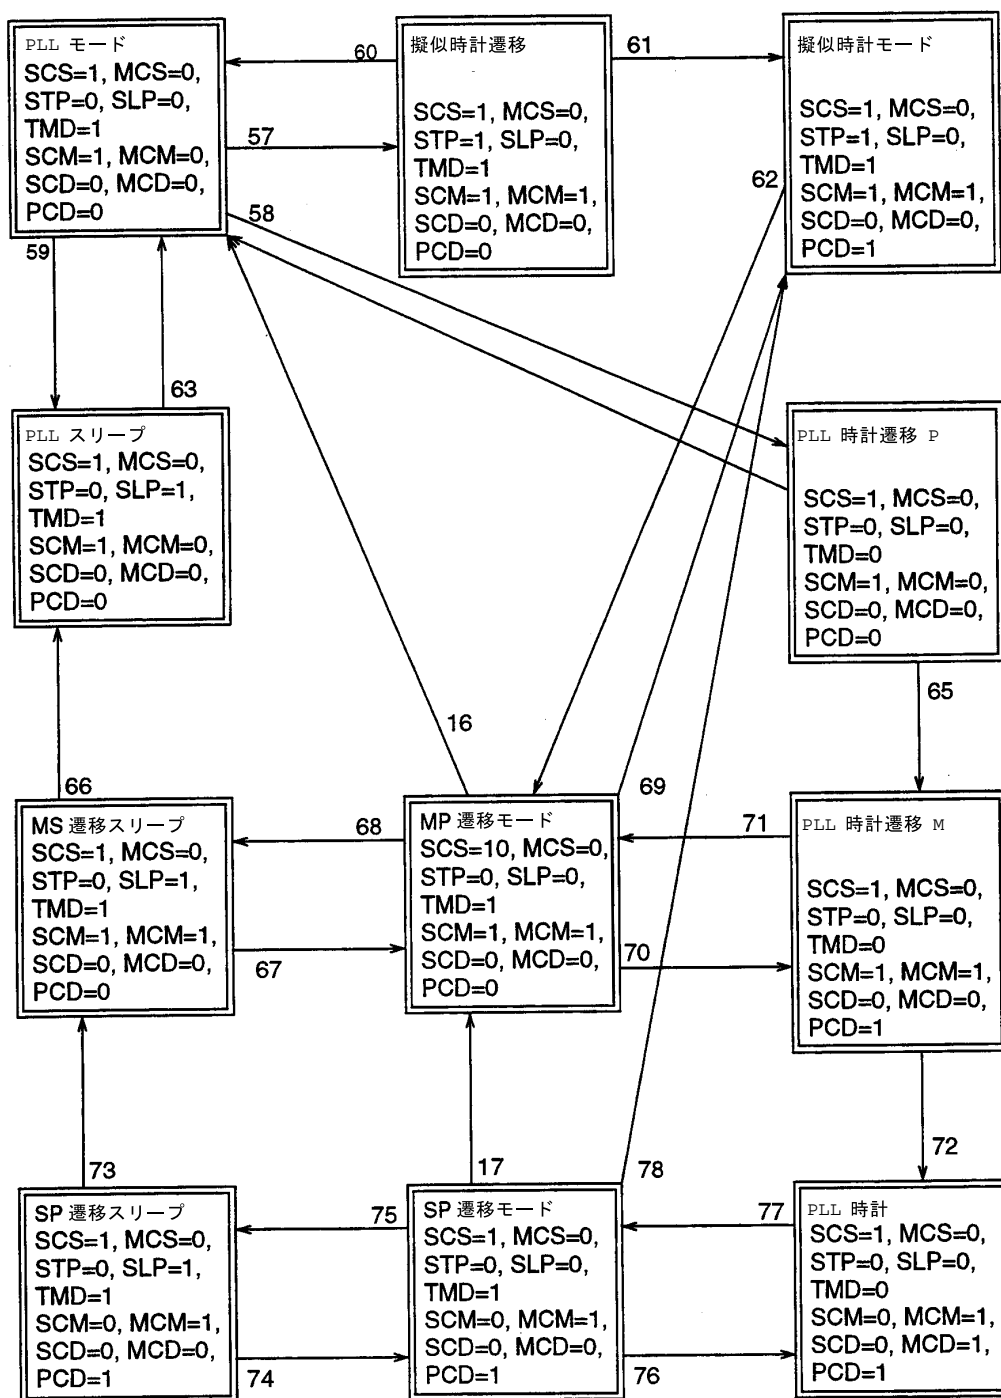 PLL モード
SCS=1, MCS=0,
STP=0, SLP=0,
TMD=1
SCM=1, MCM=0,
SCD=0, MCD=0,
PCD=0
60
57
58
59
擬似時計遷移
SCS=1, MCS=0,
STP=1, SLP=0,
TMD=1
SCM=1, MCM=1,
SCD=0, MCD=0,
PCD=0
61
62
擬似時計モード
SCS=1, MCS=0,
STP=1, SLP=0,
TMD=1
SCM=1, MCM=1,
SCD=0, MCD=0,
PCD=1
63
PLL スリープ
SCS=1, MCS=0,
STP=0, SLP=1,
TMD=1
SCM=1, MCM=0,
SCD=0, MCD=0,
PCD=0
PLL 時計遷移 P
SCS=1, MCS=0,
STP=0, SLP=0,
TMD=0
SCM=1, MCM=0,
SCD=0, MCD=0,
PCD=0
16
65
66
69
MS 遷移スリープ
SCS=1, MCS=0,
STP=0, SLP=1,
TMD=1
SCM=1, MCM=1,
SCD=0, MCD=0,
PCD=0
68
67
MP 遷移モード
SCS=10, MCS=0,
STP=0, SLP=0,
TMD=1
SCM=1, MCM=1,
SCD=0, MCD=0,
PCD=0
71
70
PLL 時計遷移 M
SCS=1, MCS=0,
STP=0, SLP=0,
TMD=0
SCM=1, MCM=1,
SCD=0, MCD=0,
PCD=1
73
17
78
72
SP 遷移スリープ
SCS=1, MCS=0,
STP=0, SLP=1,
TMD=1
SCM=0, MCM=1,
SCD=0, MCD=0,
PCD=1
75
74
SP 遷移モード
SCS=1, MCS=0,
STP=0, SLP=0,
TMD=1
SCM=0, MCM=1,
SCD=0, MCD=0,
PCD=1
77
76
PLL 時計
SCS=1, MCS=0,
STP=0, SLP=0,
TMD=0
SCM=0, MCM=1,
SCD=0, MCD=1,
PCD=1